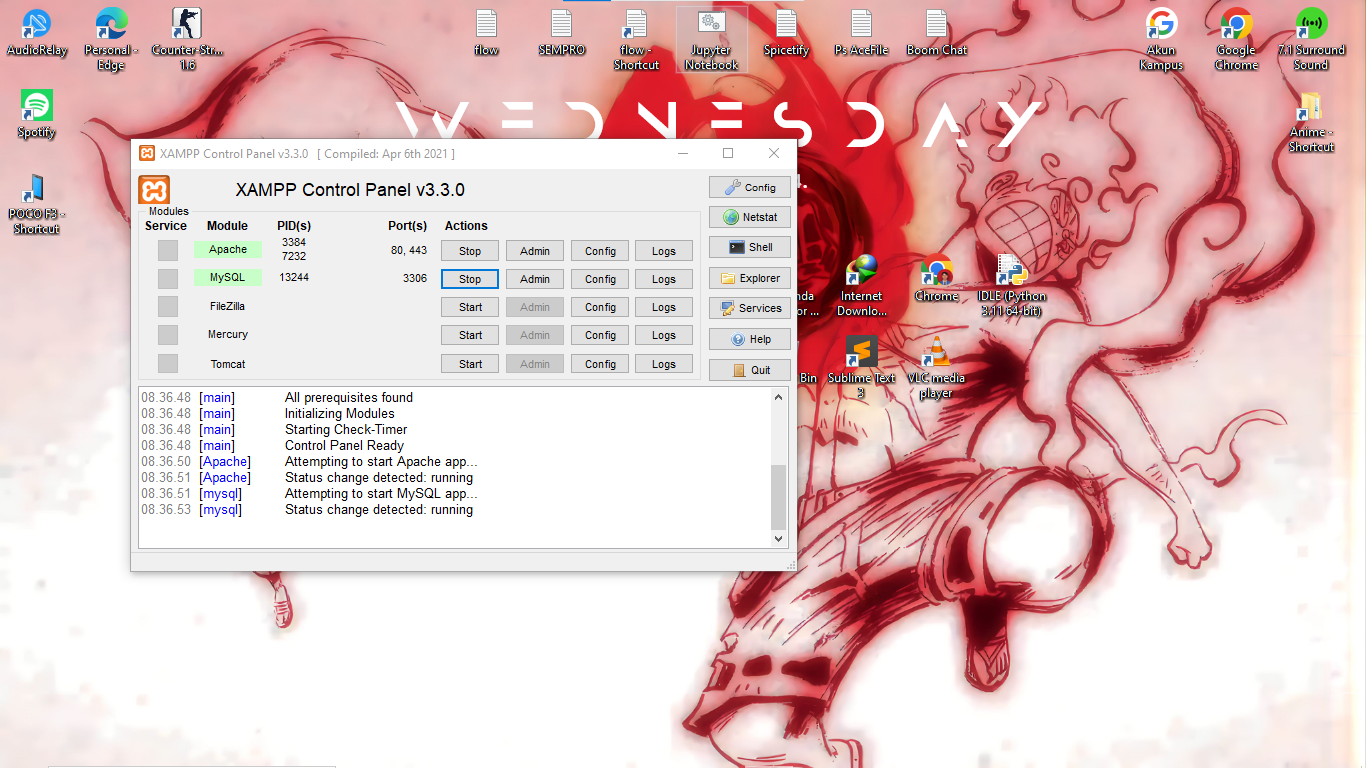 AudioRelay
Personal - Edge
Counter-Str... 1.6
flow
SEMPRO
flow - Shortcut
Jupyter Notebook
Spicetify
Ps AceFile
Boom Chat
Akun Kampus
Google Chrome
7.1 Surround Sound
Spotify
Anime - Shortcut
POCO F3 - Shortcut
WEDNESDAY
XAMPP Control Panel v3.3.0 [ Compiled: Apr 6th 2021 ]
XAMPP Control Panel v3.3.0
Config
Netstat
Shell
Explorer
Services
Help
Quit
Modules
Service Module PID(s) Port(s) Actions
Apache 3384 7232 80, 443 Stop Admin Config Logs
MySQL 13244 3306 Stop Admin Config Logs
FileZilla Start Admin Config Logs
Mercury Start Admin Config Logs
Tomcat Start Admin Config Logs
08.36.48 [main] All prerequisites found
08.36.48 [main] Initializing Modules
08.36.48 [main] Starting Check-Timer
08.36.48 [main] Control Panel Ready
08.36.50 [Apache] Attempting to start Apache app...
08.36.51 [Apache] Status change detected: running
08.36.51 [mysql] Attempting to start MySQL app...
08.36.53 [mysql] Status change detected: running
Internet Downlo...
Chrome
IDLE (Python 3.11 64-bit)
Bin
Sublime Text 3
VLC media player